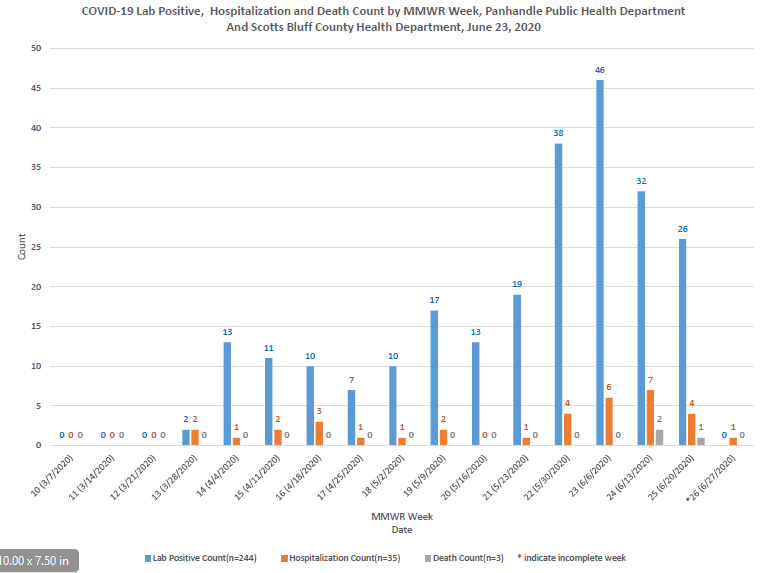 COVID-19 Lab Positive,  Hospitalization and Death Count by MMWR Week, Panhandle Public Health Department
And Scotts Bluff County Health Department, June 23, 2020
50
45
40
35
30
25
20
15
10
5
0
Count
0 0 0
0 0 0
0 0 0
2 2 0
13 1 0
11 2 0
10 3 0
7 1 0
10 1 0
17 2 0
13 0 0
19 1 0
38 4 0
46 6 0
32 7 2
26 4 1
0 1 0
10 (3/7/2020)
11 (3/14/2020)
12 (3/21/2020)
13 (3/28/2020)
14 (4/4/2020)
15 (4/11/2020)
16 (4/18/2020)
17 (4/25/2020)
18 (5/2/2020)
19 (5/9/2020)
20 (5/16/2020)
21 (5/23/2020)
22 (5/30/2020)
23 (6/6/2020)
24 (6/13/2020)
25 (6/20/2020)
*26 (6/27/2020)
MMWR Week
Date
Lab Positive Count(n=244) Hospitalization Count(n=35) Death Count(n=3) * indicate incomplete week
10.00 x 7.50 in